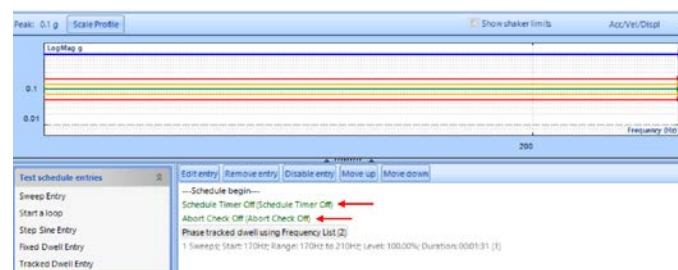 Peak: 0.1 g Scale Profile Show shaker limits Acc/Vel/Displ
LogMag g
0.1
0.01
Frequency (Hz)
200
Test schedule entries
Edit entry Remove entry Disable entry Move up Move down
Sweep Entry
Start a loop
Step Sine Entry
Fixed Dwell Entry
Tracked Dwell Entry
---Schedule begin---
Schedule Timer Off (Schedule Timer Off)
Abort Check Off (Abort Check Off)
Phase tracked dwell using Frequency List (2)
1 Sweeps; Start: 170Hz; Range: 170Hz to 210Hz; Level: 100.00%; Duration: 00:01:31 (1)